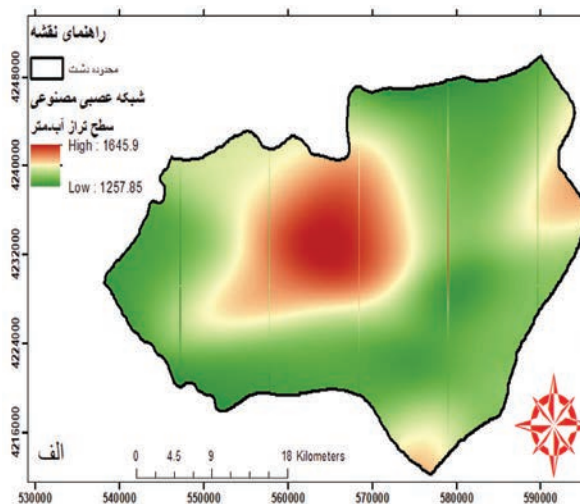 راهنمای نقشه
محدوده دشت
شبکه عصبی مصنوعی
سطح تراز آب،متر
High : 1645.9
Low : 1257.85
4248000
4240000
4232000
4224000
4216000
الف
0 4.5 9 18 Kilometers
530000 540000 550000 560000 570000 580000 590000